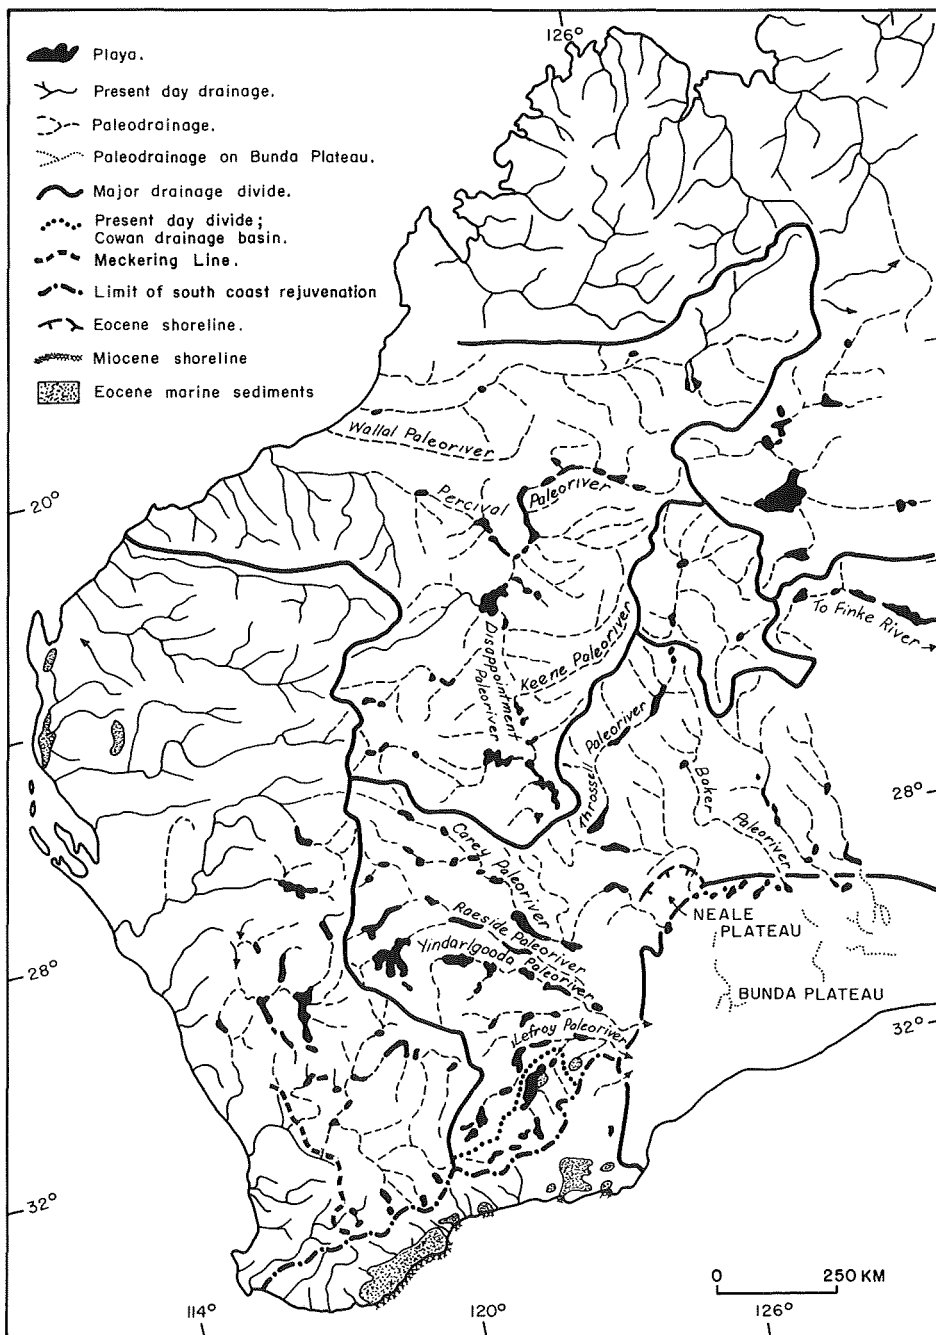 126°
Playa.
Present day drainage.
Paleodrainage.
Paleodrainage on Bunda Plateau.
Major drainage divide.
Present day divide;
Cowan drainage basin.
Meckering Line.
Limit of south coast rejuvenation
Eocene shoreline.
Miocene shoreline
Eocene marine sediments
Wallal Paleoriver
Percival Paleoriver
20°
To Finke River
Disappointment
Paleoriver
Keene Paleoriver
Throssell Paleoriver
Baker Paleoriver
28°
Carey Paleoriver
Raeside Paleoriver
Yindarlgooda Paleoriver
Lefroy Paleoriver
NEALE
PLATEAU
BUNDA PLATEAU
28°
32°
32°
0 250 KM
114°
120°
126°